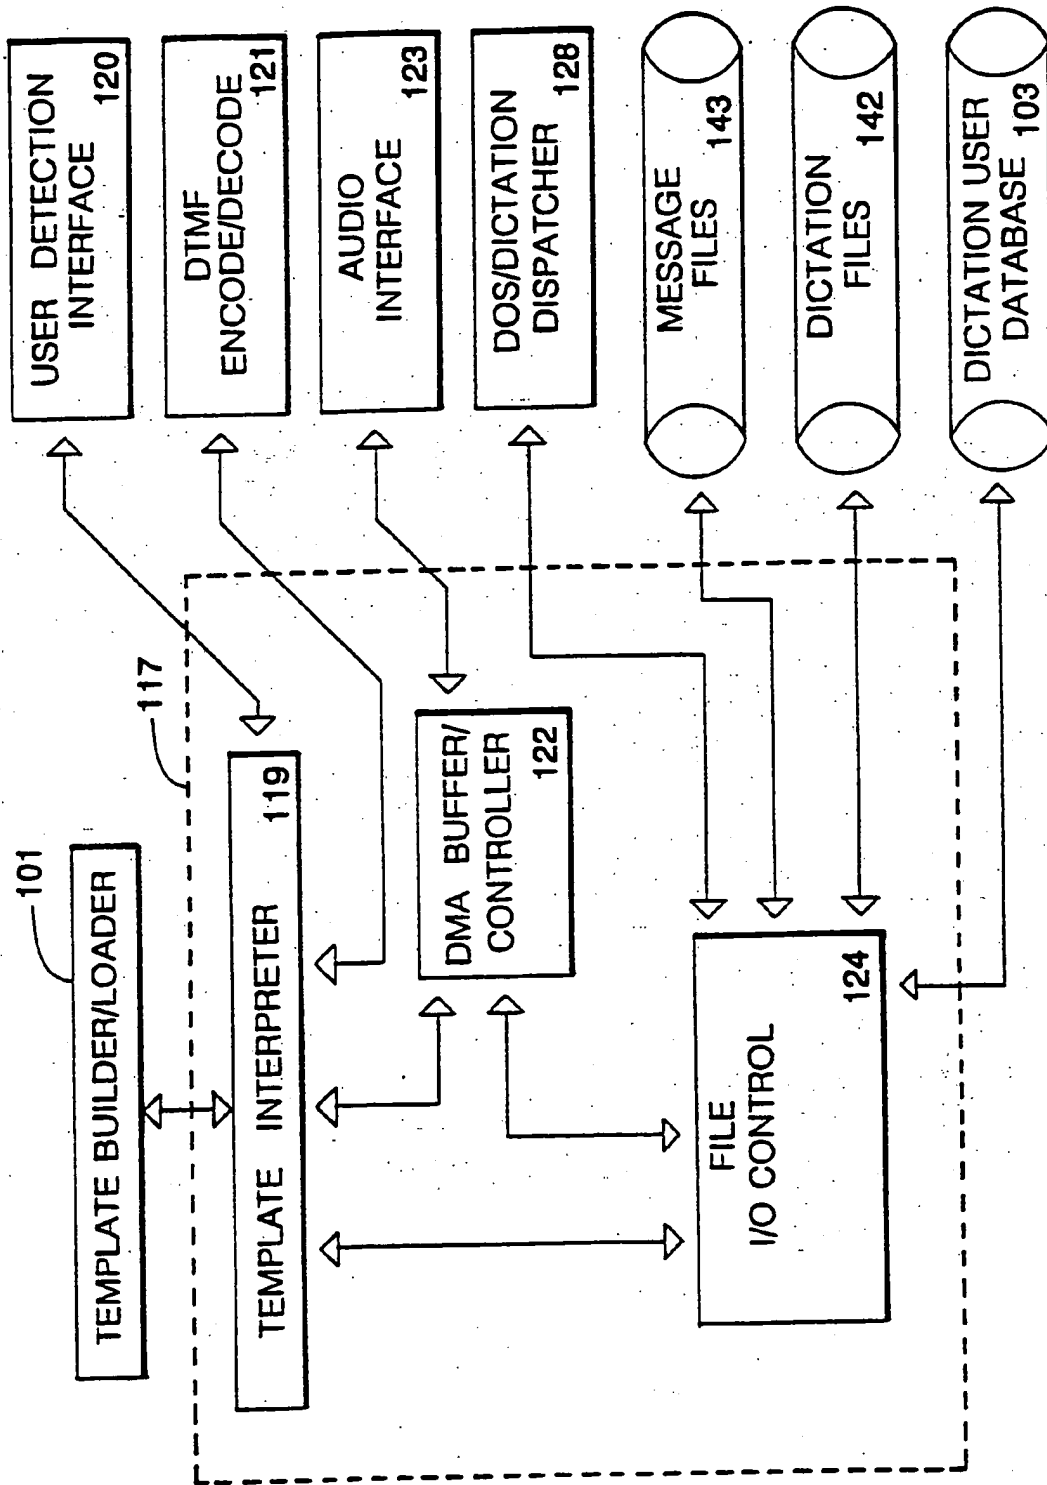 101
TEMPLATE BUILDER/LOADER
117
TEMPLATE INTERPRETER
119
DMA BUFFER/
CONTROLLER
122
FILE
I/O CONTROL
124
USER DETECTION
INTERFACE
120
DTMF
ENCODE/DECODE
121
AUDIO
INTERFACE
123
DOS/DICTATION
DISPATCHER
128
MESSAGE
FILES
143
DICTATION
FILES
142
DICTATION USER
DATABASE
103